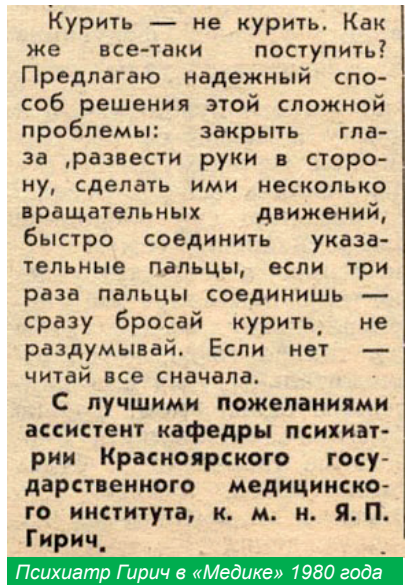 Курить — не курить. Как
же все-таки поступить?
Предлагаю надежный спо-
соб решения этой сложной
проблемы: закрыть гла-
за ,развести руки в сторо-
ну, сделать ими несколько
вращательных движений,
быстро соединить указа-
тельные пальцы, если три
раза пальцы соединишь —
сразу бросай курить, не
раздумывай. Если нет —
читай все сначала.
С лучшими пожеланиями
ассистент кафедры психиат-
рии Красноярского госу-
дарственного медицинско-
го института, к. м. н. Я. П.
Гирич.
Психиатр Гирич в «Медике» 1980 года